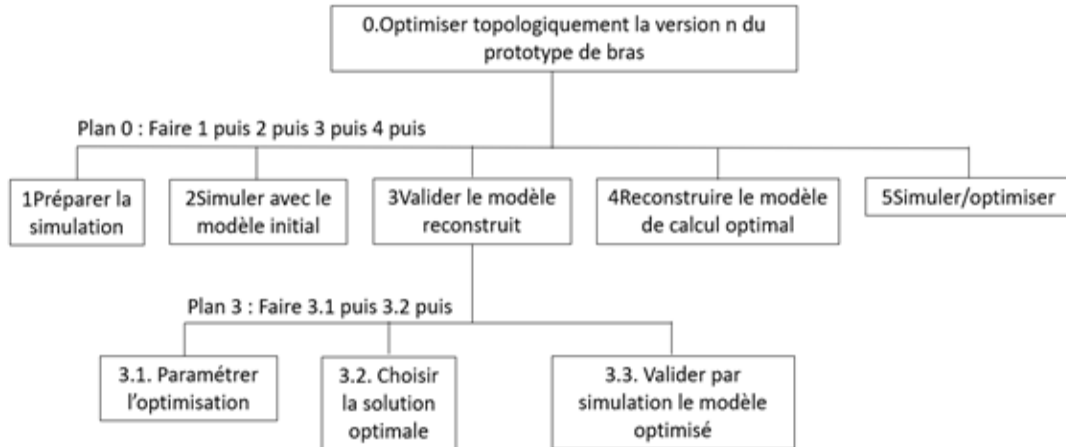 0.Optimiser topologiquement la version n du
prototype de bras
Plan 0 : Faire 1 puis 2 puis 3 puis 4 puis
1Préparer la
simulation
2Simuler avec le
modèle initial
3Valider le modèle
reconstruit
4Reconstruire le modèle
de calcul optimal
5Simuler/optimiser
Plan 3 : Faire 3.1 puis 3.2 puis
3.1. Paramétrer
l’optimisation
3.2. Choisir
la solution
optimale
3.3. Valider par
simulation le modèle
optimisé